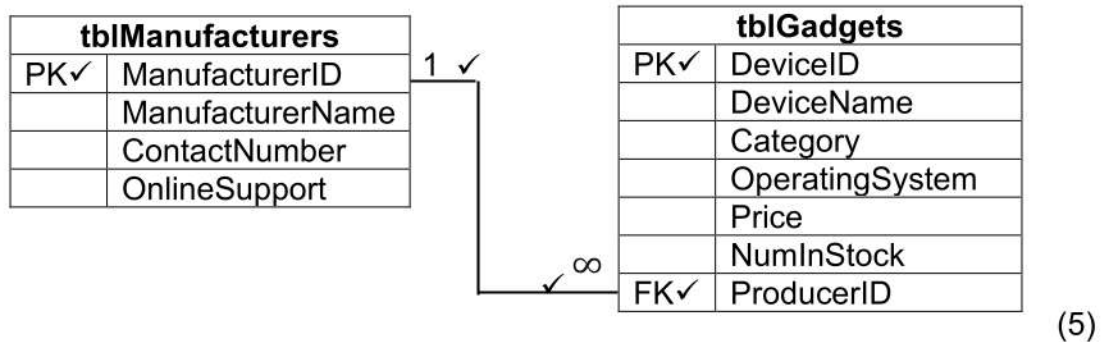 tblManufacturers
PK✓ ManufacturerID
ManufacturerName
ContactNumber
OnlineSupport
1 ✓
✓ ∞
tblGadgets
PK✓ DeviceID
DeviceName
Category
OperatingSystem
Price
NumInStock
FK✓ ProducerID
(5)